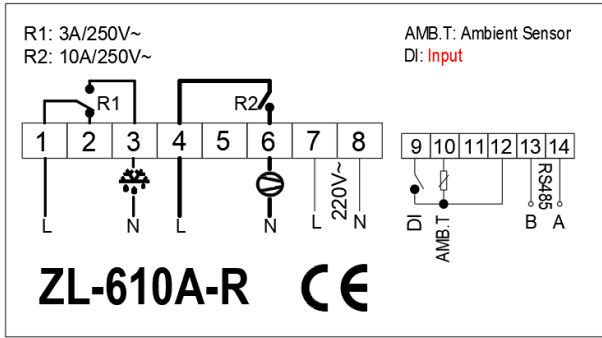 R1: 3A/250V~
R2: 10A/250V~
AMB.T: Ambient Sensor
DI: Input
R1
R2
1 2 3 4 5 6 7 8
9 10 11 12 13 14
L N L N L 220V~ N
DI AMB.T B RS485 A
ZL-610A-R CE